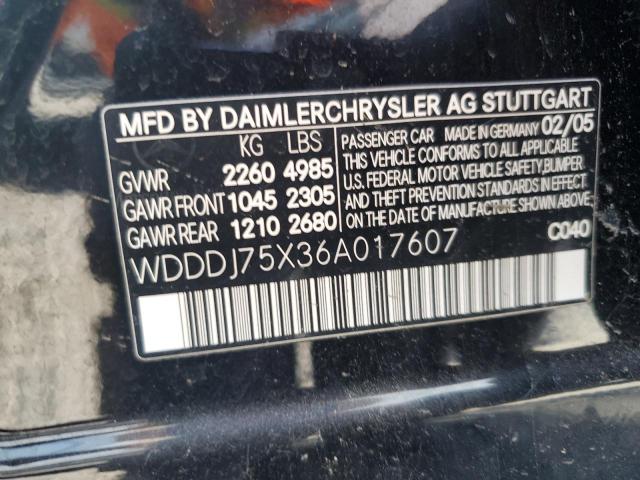 MFD BY DAIMLERCHRYSLER AG STUTTGART
KG LBS
GVWR 2260 4985
GAWR FRONT 1045 2305
GAWR REAR 1210 2680
PASSENGER CAR MADE IN GERMANY 02/05
THIS VEHICLE CONFORMS TO ALL APPLICABLE
U.S. FEDERAL MOTOR VEHICLE SAFETY, BUMPER
AND THEFT PREVENTION STANDARDS IN EFFECT
ON THE DATE OF MANUFACTURE SHOWN ABOVE.
C040
WDDDJ75X36A017607